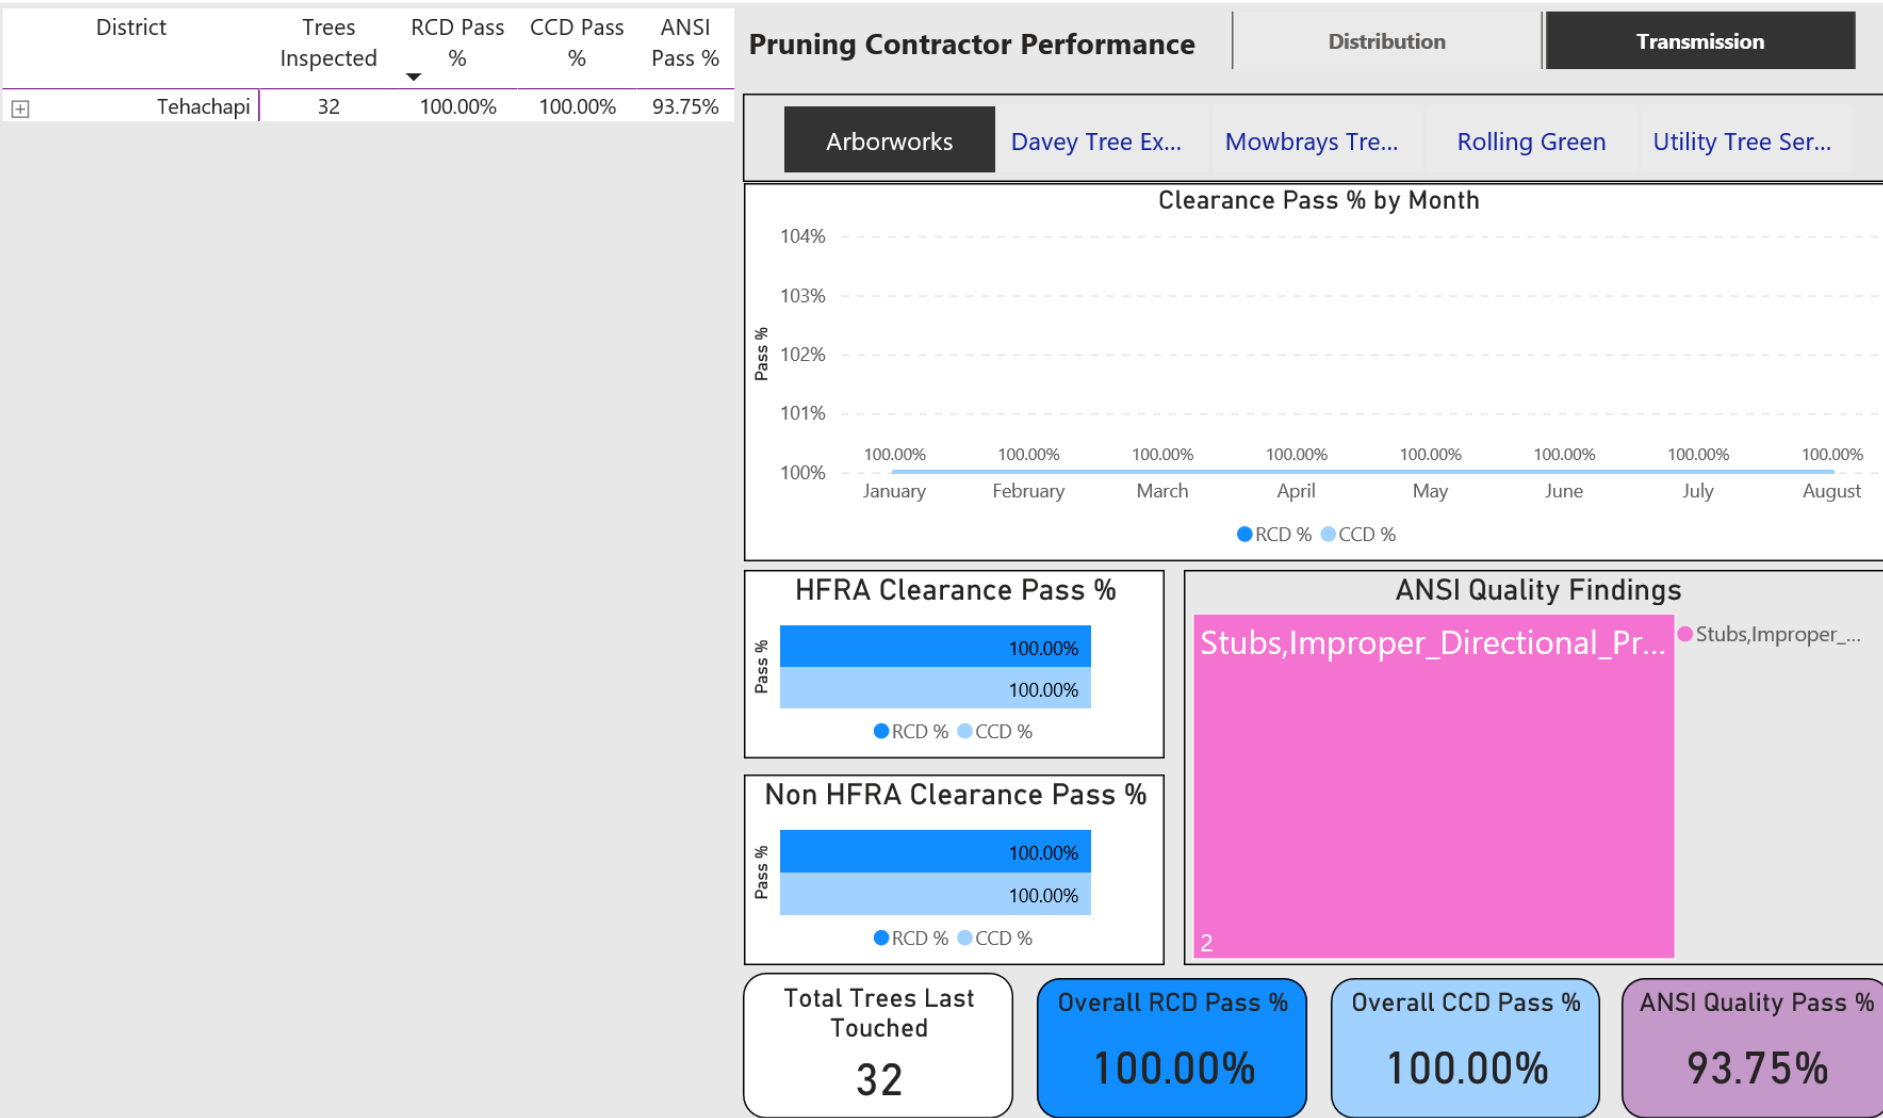 District
Trees Inspected
RCD Pass %
CCD Pass %
ANSI Pass %
Tehachapi 32 100.00% 100.00% 93.75%
Pruning Contractor Performance
Distribution
Transmission
Arborworks
Davey Tree Ex...
Mowbrays Tre...
Rolling Green
Utility Tree Ser...
Clearance Pass % by Month
Pass %
104%
103%
102%
101%
100%
100.00% 100.00% 100.00% 100.00% 100.00% 100.00% 100.00% 100.00%
January February March April May June July August
RCD % CCD %
HFRA Clearance Pass %
Pass %
100.00%
100.00%
RCD % CCD %
Non HFRA Clearance Pass %
Pass %
100.00%
100.00%
RCD % CCD %
ANSI Quality Findings
Stubs,Improper_Directional_Pr...
2
Stubs,Improper_...
Total Trees Last
Touched
32
Overall RCD Pass %
100.00%
Overall CCD Pass %
100.00%
ANSI Quality Pass %
93.75%